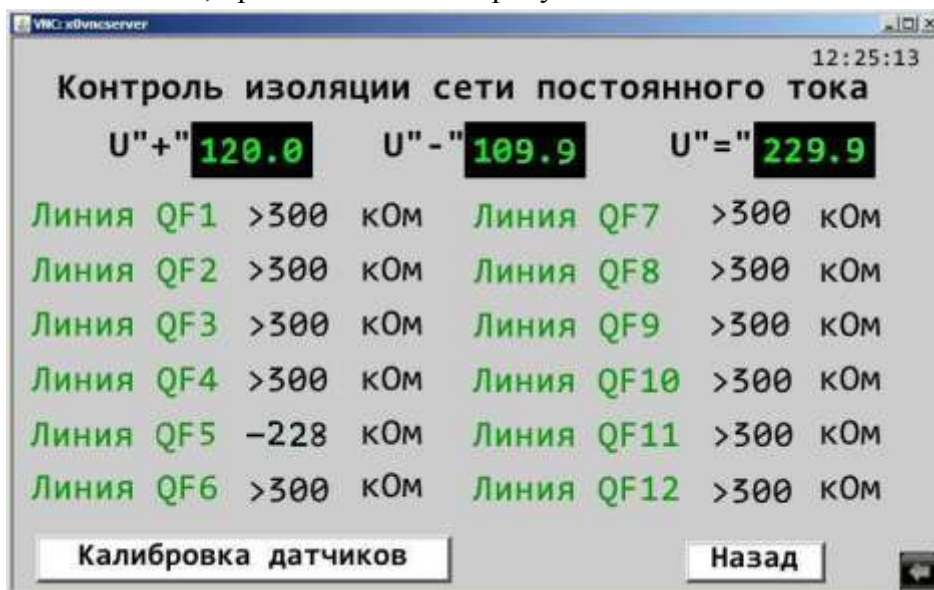 VNC: x0vncserver
12:25:13
Контроль изоляции сети постоянного тока
U"+" 120.0 U"-" 109.9 U"=" 229.9
Линия QF1 >300 кОм Линия QF7 >300 кОм
Линия QF2 >300 кОм Линия QF8 >300 кОм
Линия QF3 >300 кОм Линия QF9 >300 кОм
Линия QF4 >300 кОм Линия QF10 >300 кОм
Линия QF5 –228 кОм Линия QF11 >300 кОм
Линия QF6 >300 кОм Линия QF12 >300 кОм
Калибровка датчиков Назад